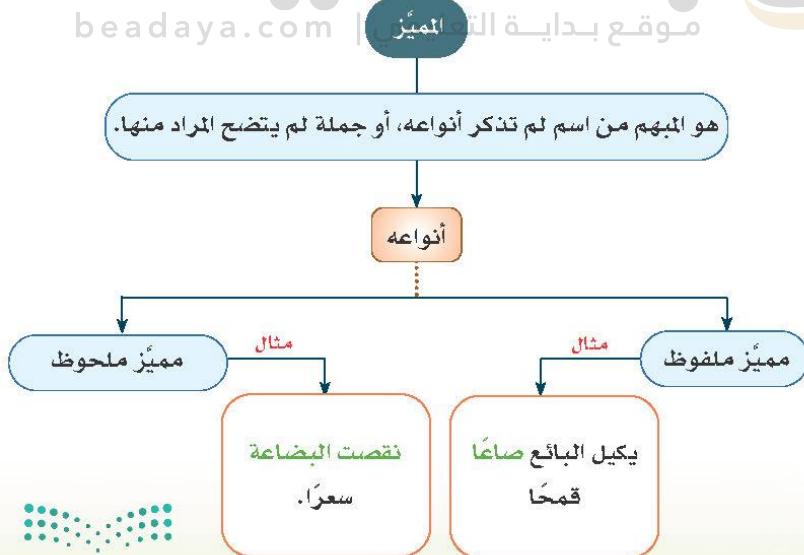 موقع بداية التعليمي | beadaya.com
المميَّز
هو المبهم من اسم لم تذكر أنواعه، أو جملة لم يتضح المراد منها.
أنواعه
مميَّز ملفوظ
مثال
مثال
مميَّز ملحوظ
يكيل البائع صاعًا
قمحًا
نقصت البضاعة
سعرًا.